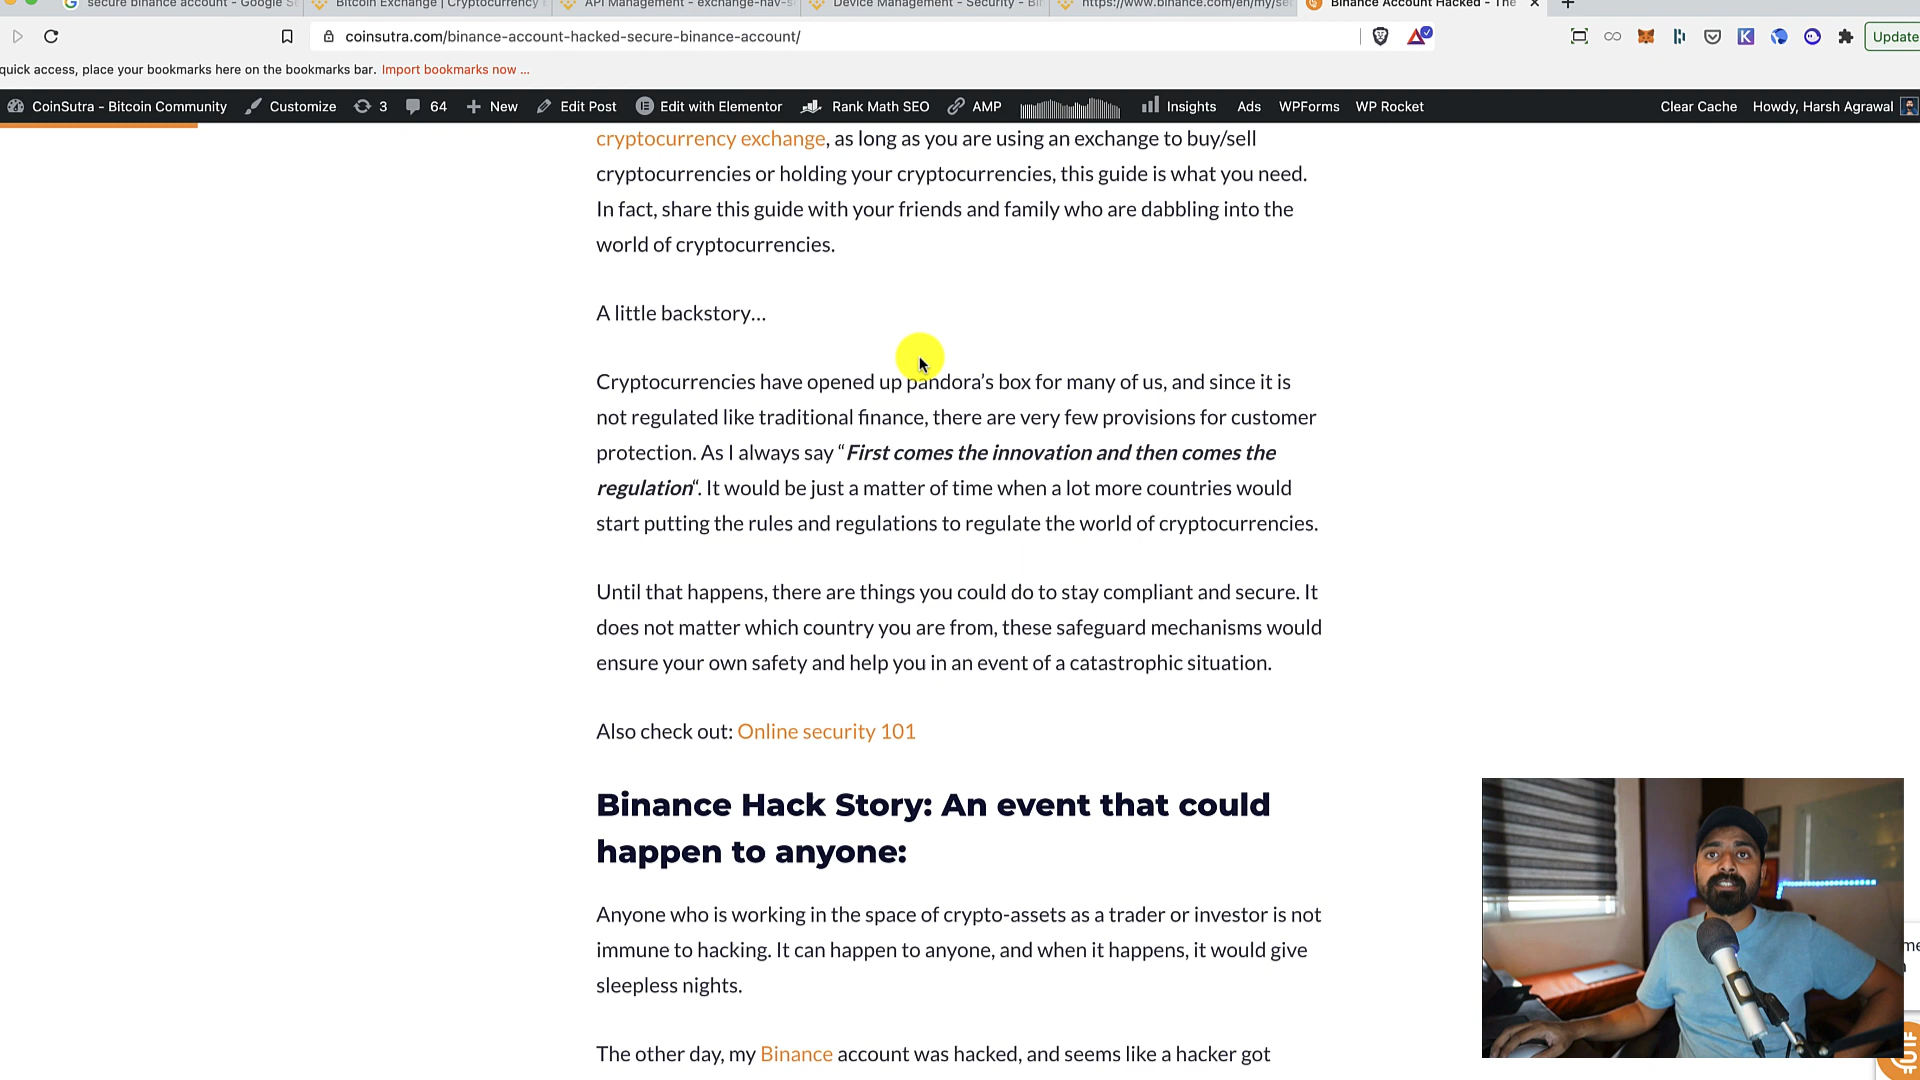 secure binance account - Google S
Bitcoin Exchange | Cryptocurrency E
API Management - exchange-nav-s
Device Management - Security - Bi
https://www.binance.com/en/my/sec
Binance Account Hacked - The
coinsutra.com/binance-account-hacked-secure-binance-account/
Update
quick access, place your bookmarks here on the bookmarks bar. Import bookmarks now ...
CoinSutra - Bitcoin Community Customize 3 64 New Edit Post Edit with Elementor Rank Math SEO AMP Insights Ads WPForms WP Rocket Clear Cache Howdy, Harsh Agrawal
cryptocurrency exchange, as long as you are using an exchange to buy/sell
cryptocurrencies or holding your cryptocurrencies, this guide is what you need.
In fact, share this guide with your friends and family who are dabbling into the
world of cryptocurrencies.
A little backstory…
Cryptocurrencies have opened up pandora’s box for many of us, and since it is
not regulated like traditional finance, there are very few provisions for customer
protection. As I always say “First comes the innovation and then comes the
regulation“. It would be just a matter of time when a lot more countries would
start putting the rules and regulations to regulate the world of cryptocurrencies.
Until that happens, there are things you could do to stay compliant and secure. It
does not matter which country you are from, these safeguard mechanisms would
ensure your own safety and help you in an event of a catastrophic situation.
Also check out: Online security 101
Binance Hack Story: An event that could
happen to anyone:
Anyone who is working in the space of crypto-assets as a trader or investor is not
immune to hacking. It can happen to anyone, and when it happens, it would give
sleepless nights.
The other day, my Binance account was hacked, and seems like a hacker got